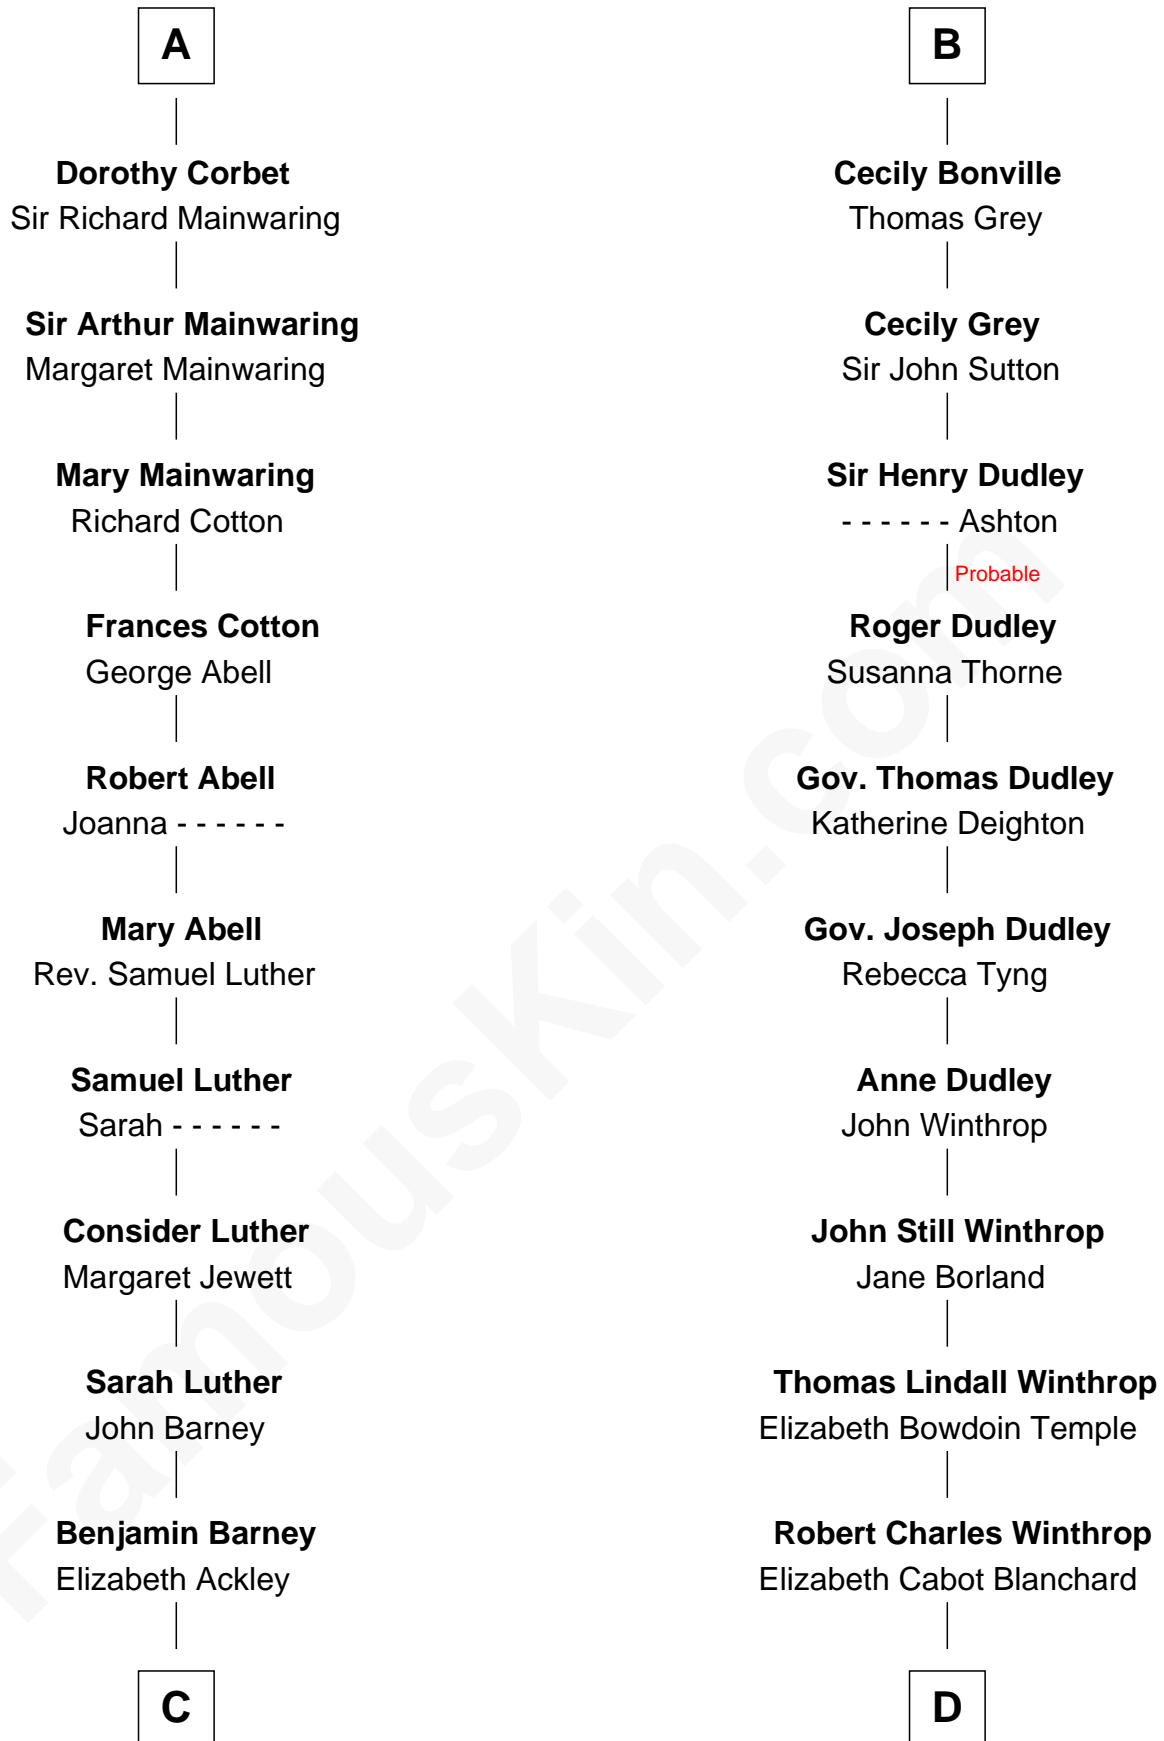 A
Dorothy Corbet
Sir Richard Mainwaring
Sir Arthur Mainwaring
Margaret Mainwaring
Mary Mainwaring
Richard Cotton
Frances Cotton
George Abell
Robert Abell
Joanna - - - - - -
Mary Abell
Rev. Samuel Luther
Samuel Luther
Sarah - - - - - -
Consider Luther
Margaret Jewett
Sarah Luther
John Barney
Benjamin Barney
Elizabeth Ackley
C
B
Cecily Bonville
Thomas Grey
Cecily Grey
Sir John Sutton
Sir Henry Dudley
- - - - - - Ashton
Probable
Roger Dudley
Susanna Thorne
Gov. Thomas Dudley
Katherine Deighton
Gov. Joseph Dudley
Rebecca Tyng
Anne Dudley
John Winthrop
John Still Winthrop
Jane Borland
Thomas Lindall Winthrop
Elizabeth Bowdoin Temple
Robert Charles Winthrop
Elizabeth Cabot Blanchard
D
FamousKin.com